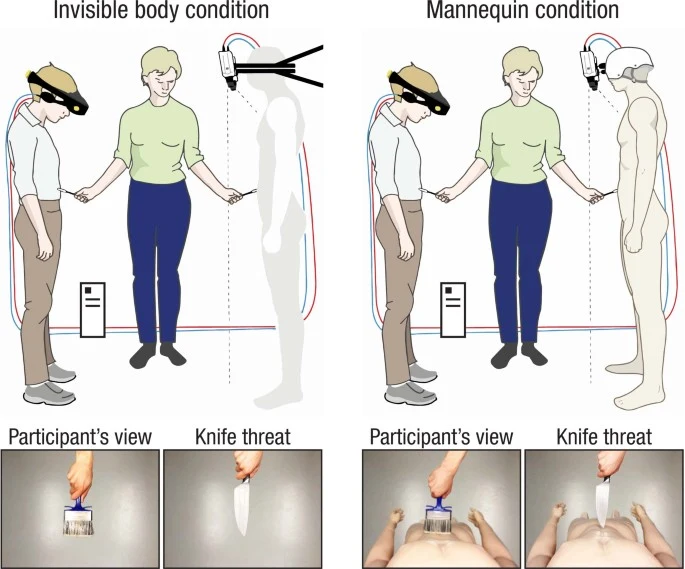 Invisible body condition
Mannequin condition
Participant's view
Knife threat
Participant's view
Knife threat